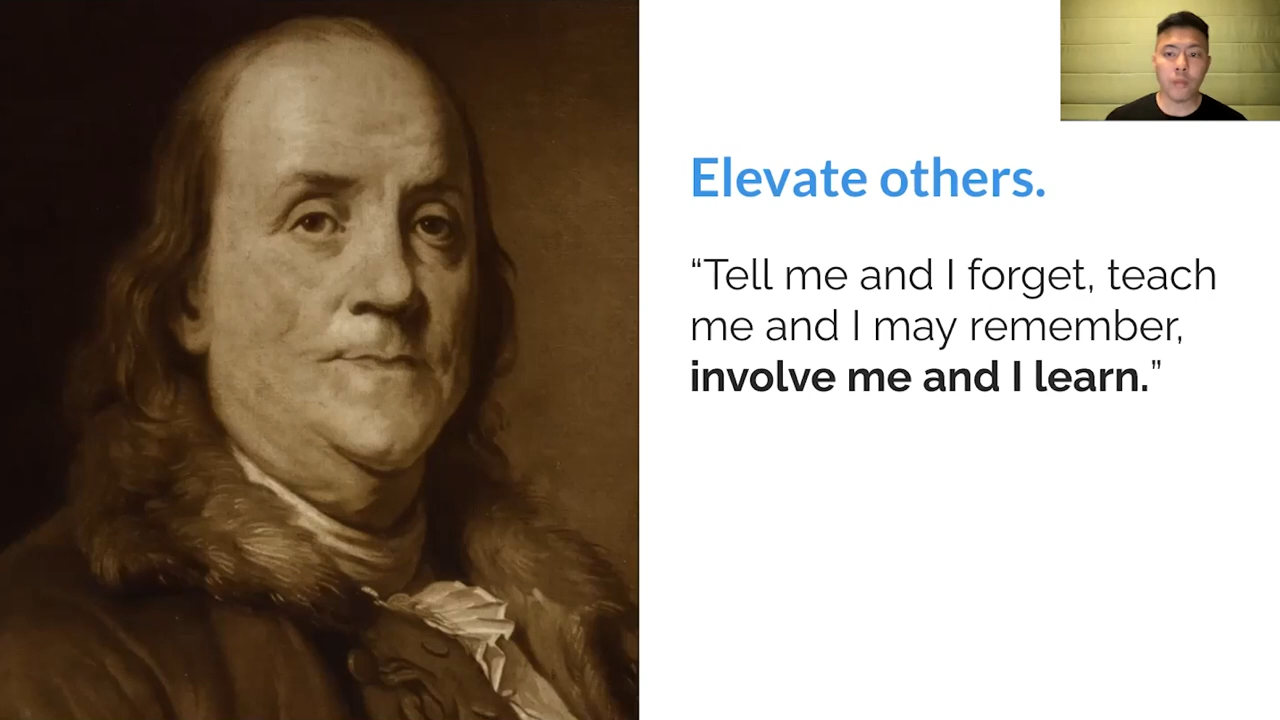 Elevate others.
“Tell me and I forget, teach
me and I may remember,
involve me and I learn.”